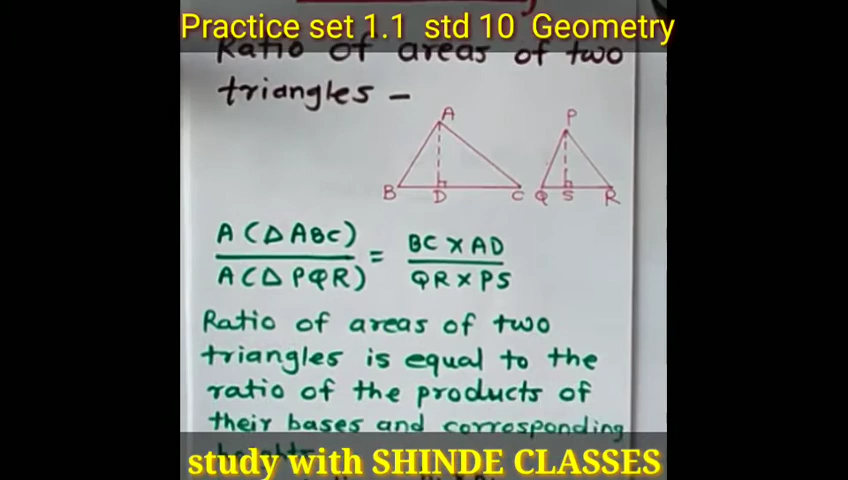 Practice set 1.1 std 10 Geometry
Ratio of areas of two
triangles –
A
P
B
D
C
Q
S
R
A(△ABC)
A(△PQR)
=
BC×AD
QR×PS
Ratio of areas of two
triangles is equal to the
ratio of the products of
their bases and corrosponding
study with SHINDE CLASSES